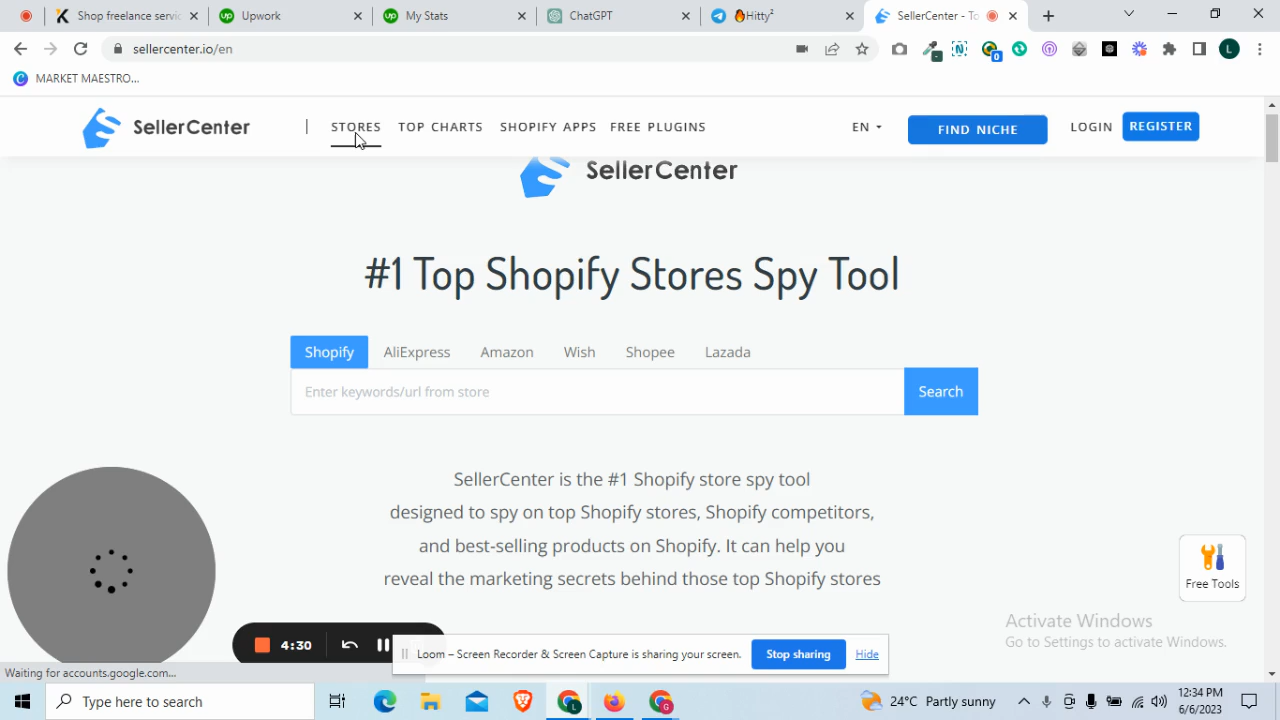 Shop freelance servic
Upwork
My Stats
ChatGPT
🔥Hitty²
SellerCenter - To
sellercenter.io/en
0
L
MARKET MAESTRO...
SellerCenter
STORES
TOP CHARTS
SHOPIFY APPS
FREE PLUGINS
EN
FIND NICHE
LOGIN
REGISTER
SellerCenter
#1 Top Shopify Stores Spy Tool
Shopify
AliExpress
Amazon
Wish
Shopee
Lazada
Enter keywords/url from store
Search
SellerCenter is the #1 Shopify store spy tool
designed to spy on top Shopify stores, Shopify competitors,
and best-selling products on Shopify. It can help you
reveal the marketing secrets behind those top Shopify stores
Free Tools
Activate Windows
Go to Settings to activate Windows.
4:30
Loom – Screen Recorder & Screen Capture is sharing your screen.
Stop sharing
Hide
Waiting for accounts.google.com...
Type here to search
L
G
24°C Partly sunny
12:34 PM
6/6/2023